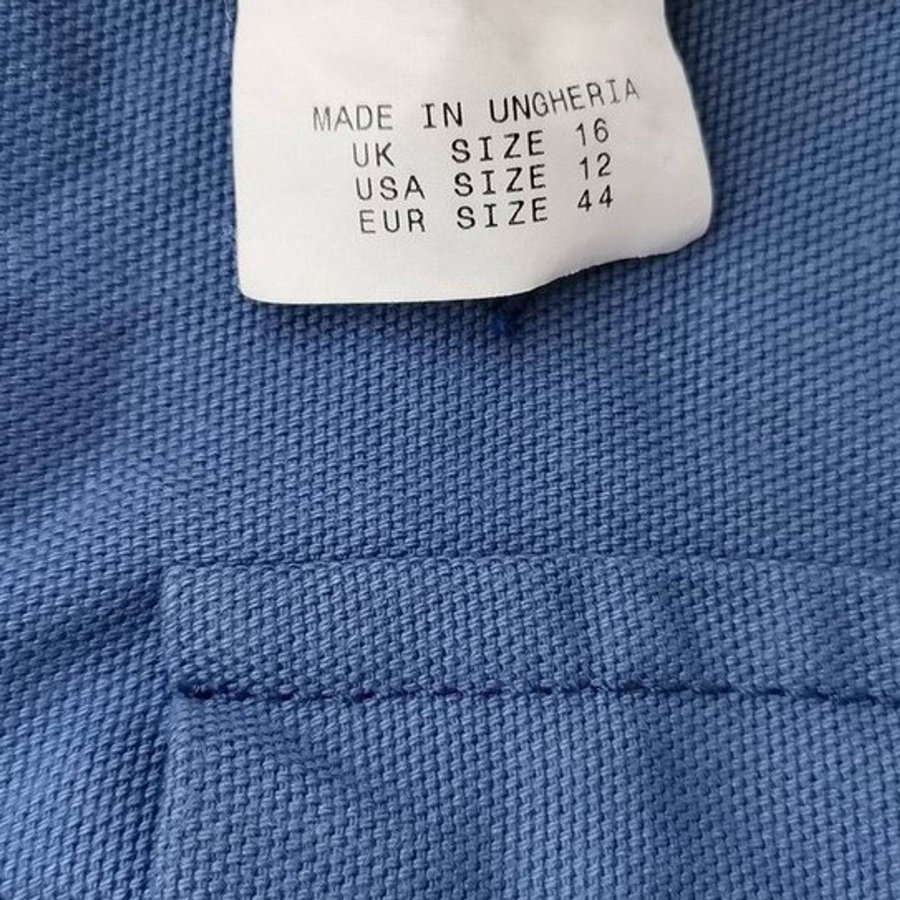 MADE IN UNGHERIA
UK SIZE 16
USA SIZE 12
EUR SIZE 44